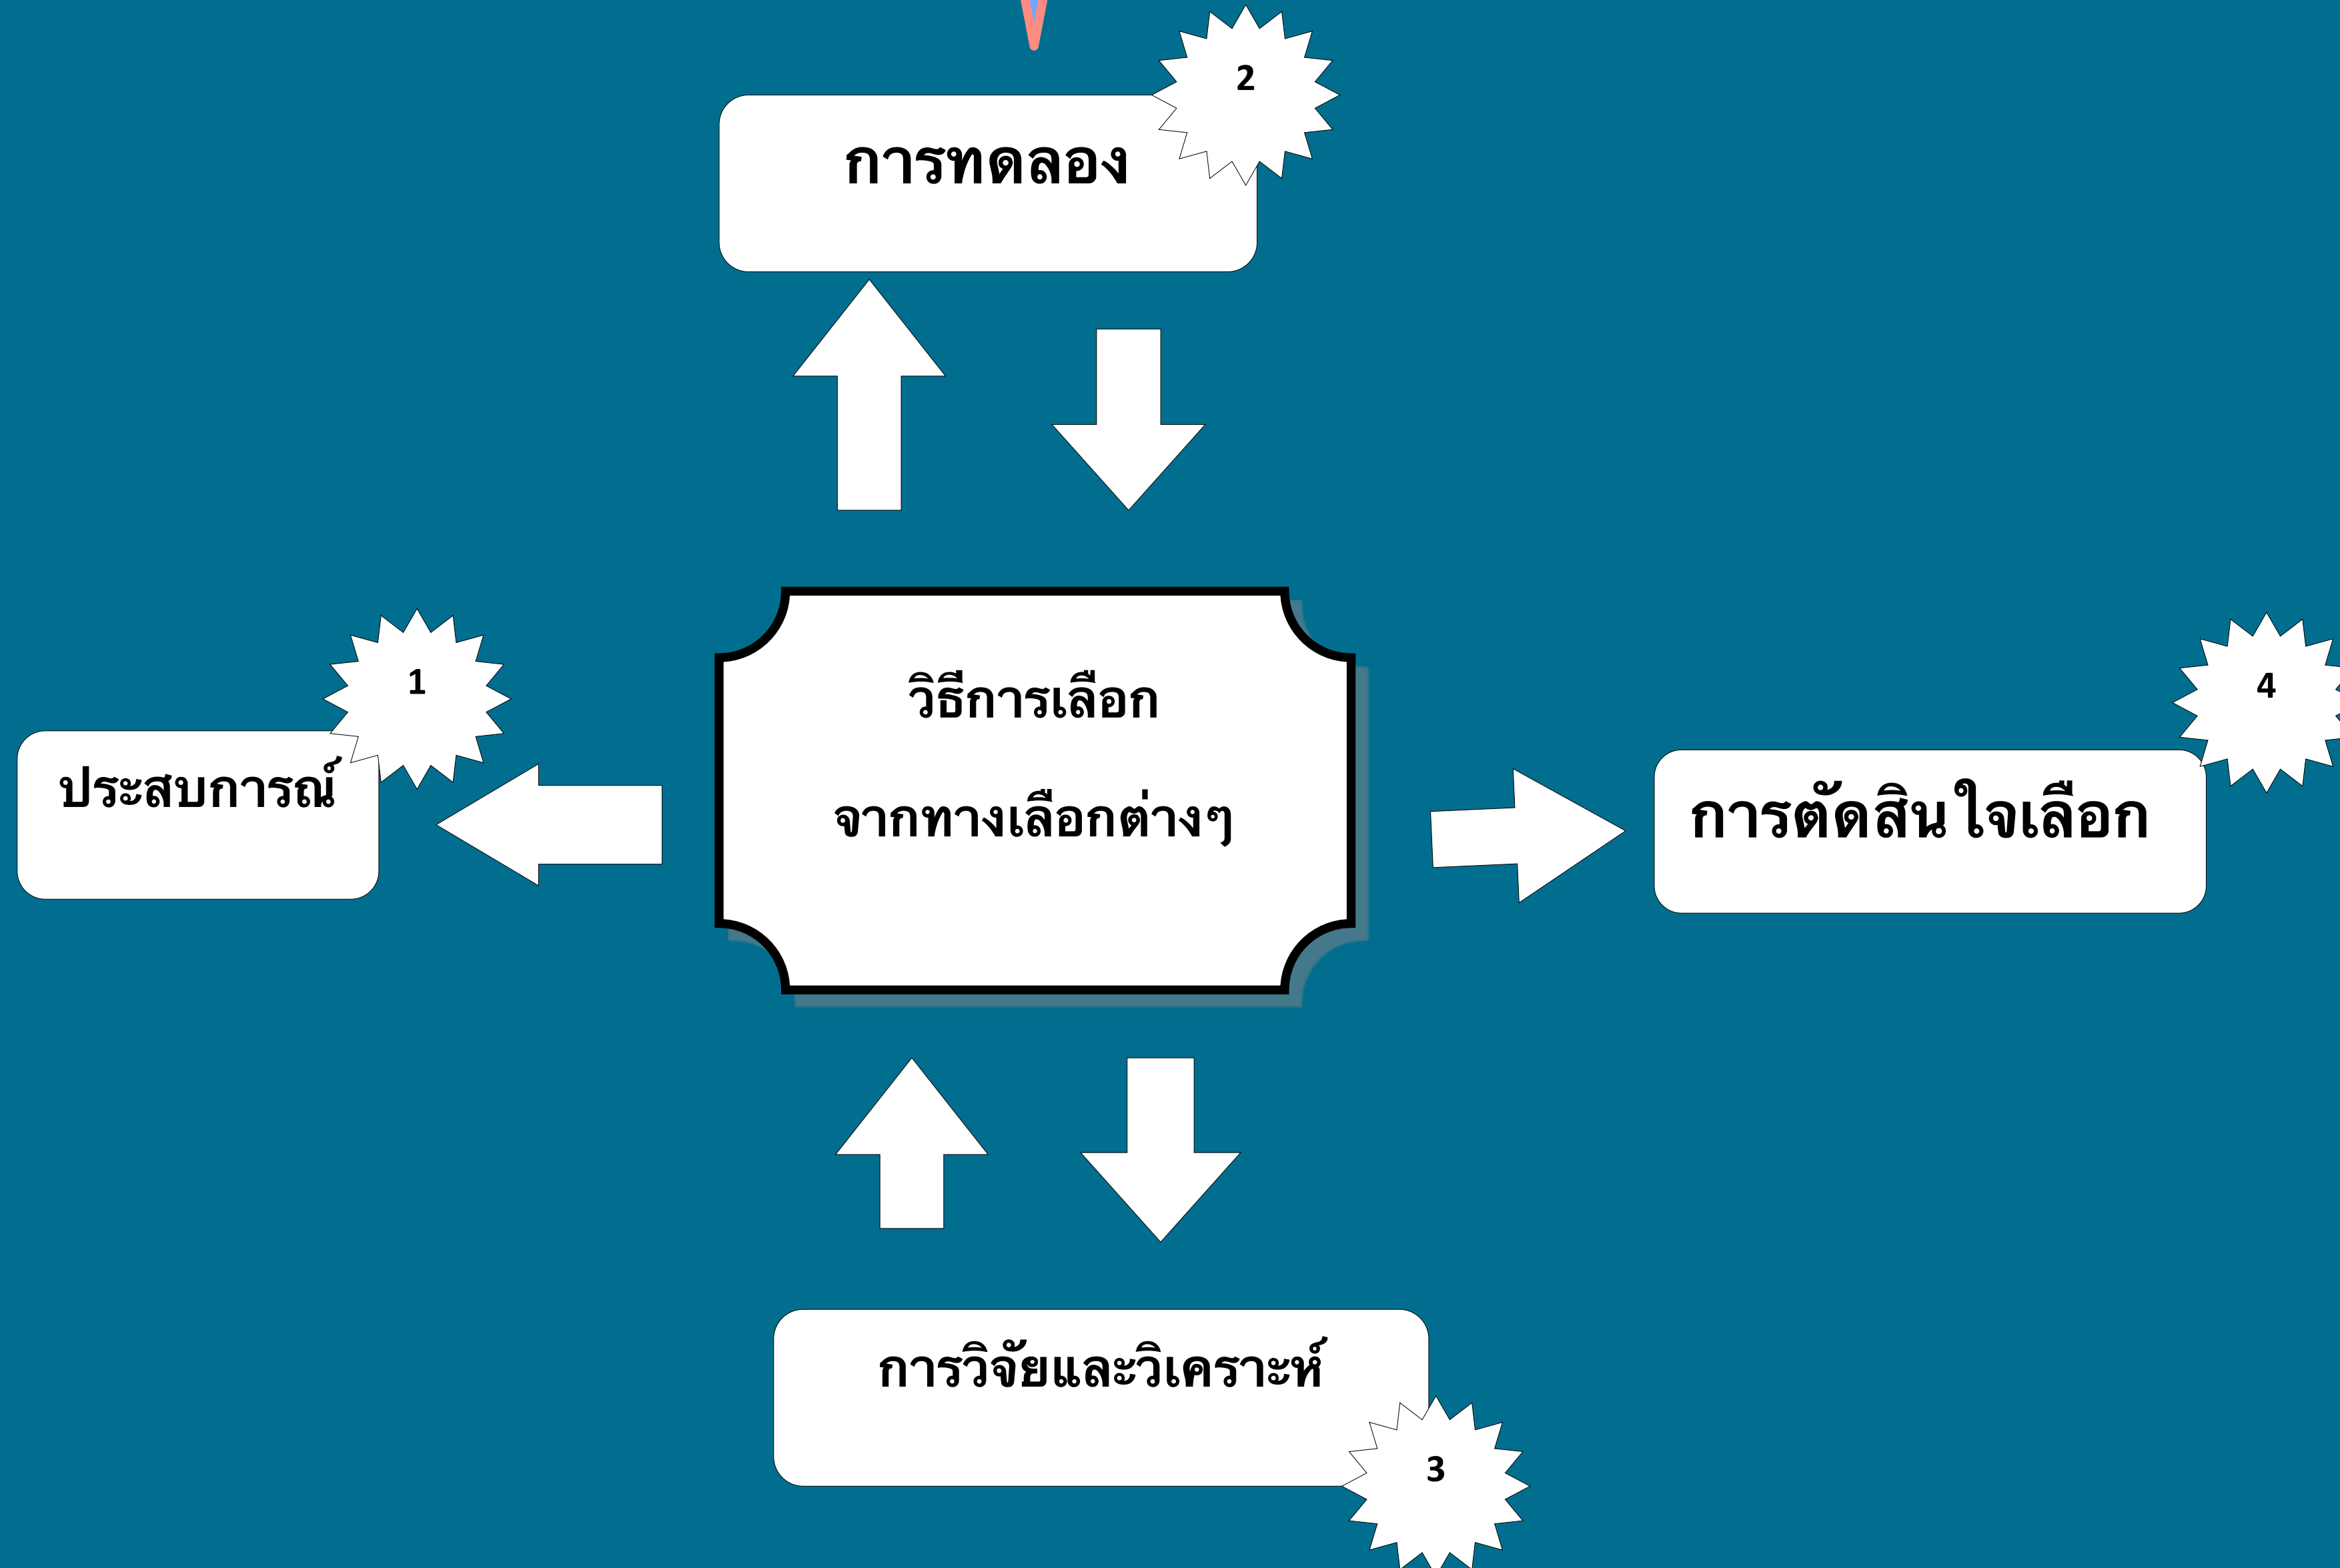 2
การทดลอง
วิธีการเลือก
จากทางเลือกต่างๆ
1
ประสบการณ์
4
การตัดสินใจเลือก
การวิจัยและวิเคราะห์
3